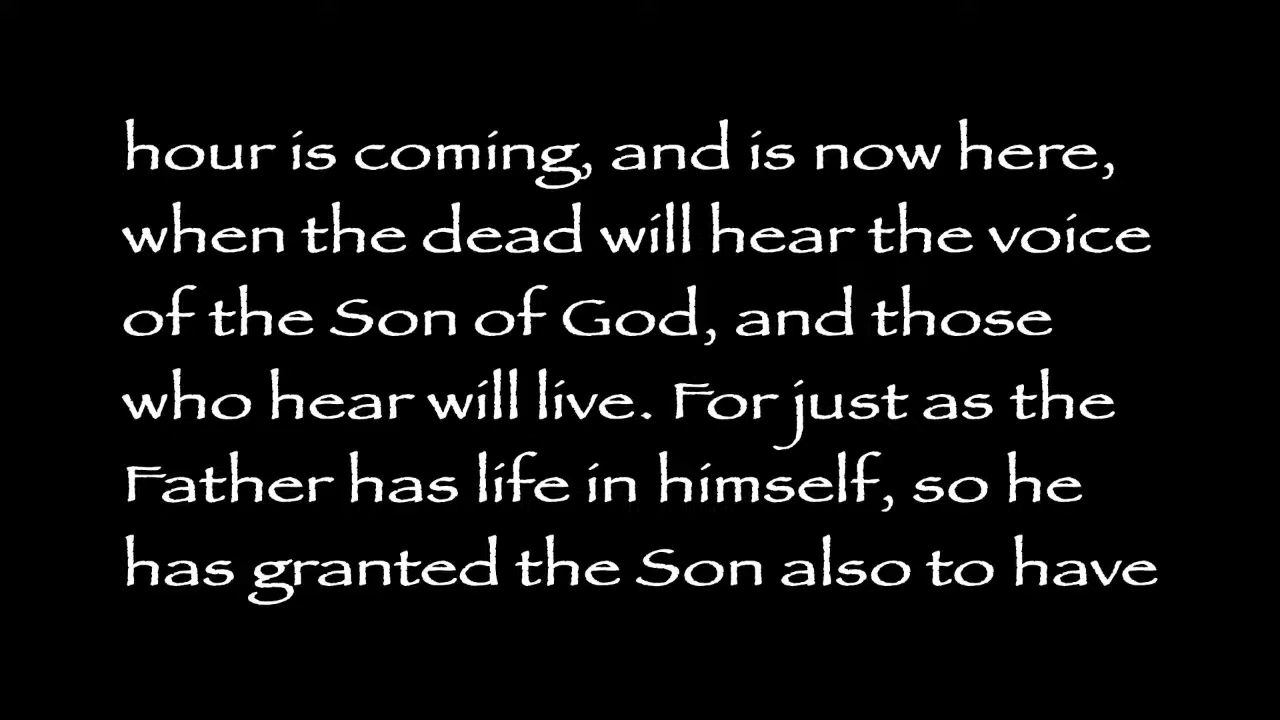 hour is coming, and is now here,
when the dead will hear the voice
of the Son of God, and those
who hear will live. For just as the
Father has life in himself, so he
has granted the Son also to have